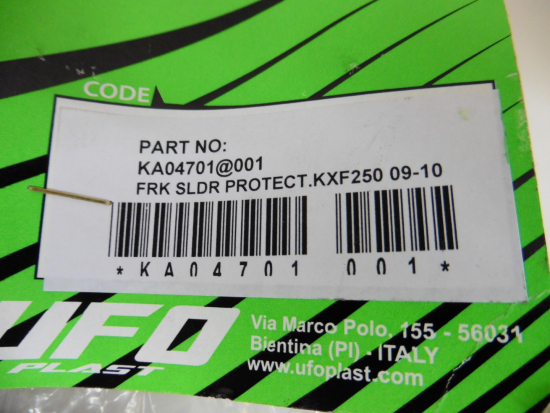 CODE
PART NO:
KA04701@001
FRK SLDR PROTECT.KXF250 09-10
*KA04701 001*
UFO
PLAST
Via Marco Polo, 155 - 56031
Bientina (PI) - ITALY
www.ufoplast.com